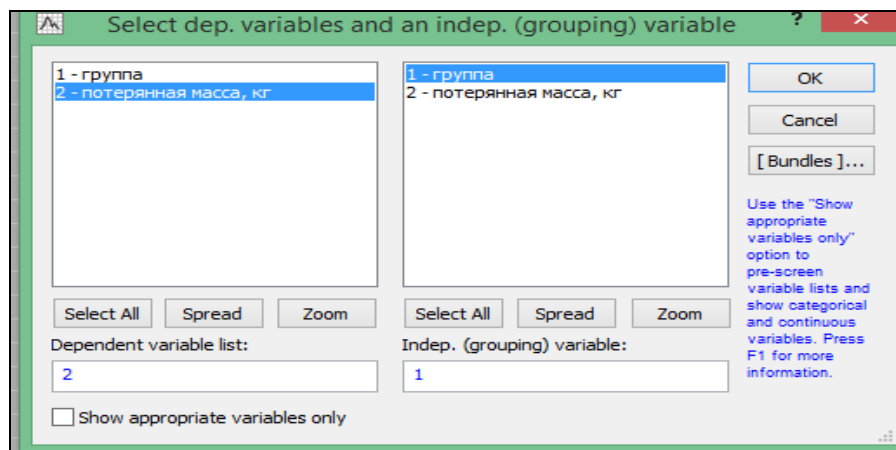 Select dep. variables and an indep. (grouping) variable
?
×
1 - группа
2 - потерянная масса, кг
1 - группа
2 - потерянная масса, кг
OK
Cancel
[ Bundles ]...
Use the "Show
appropriate
variables only"
option to
pre-screen
variable lists and
show categorical
and continuous
variables. Press
F1 for more
information.
Select All
Spread
Zoom
Select All
Spread
Zoom
Dependent variable list:
Indep. (grouping) variable:
2
1
Show appropriate variables only